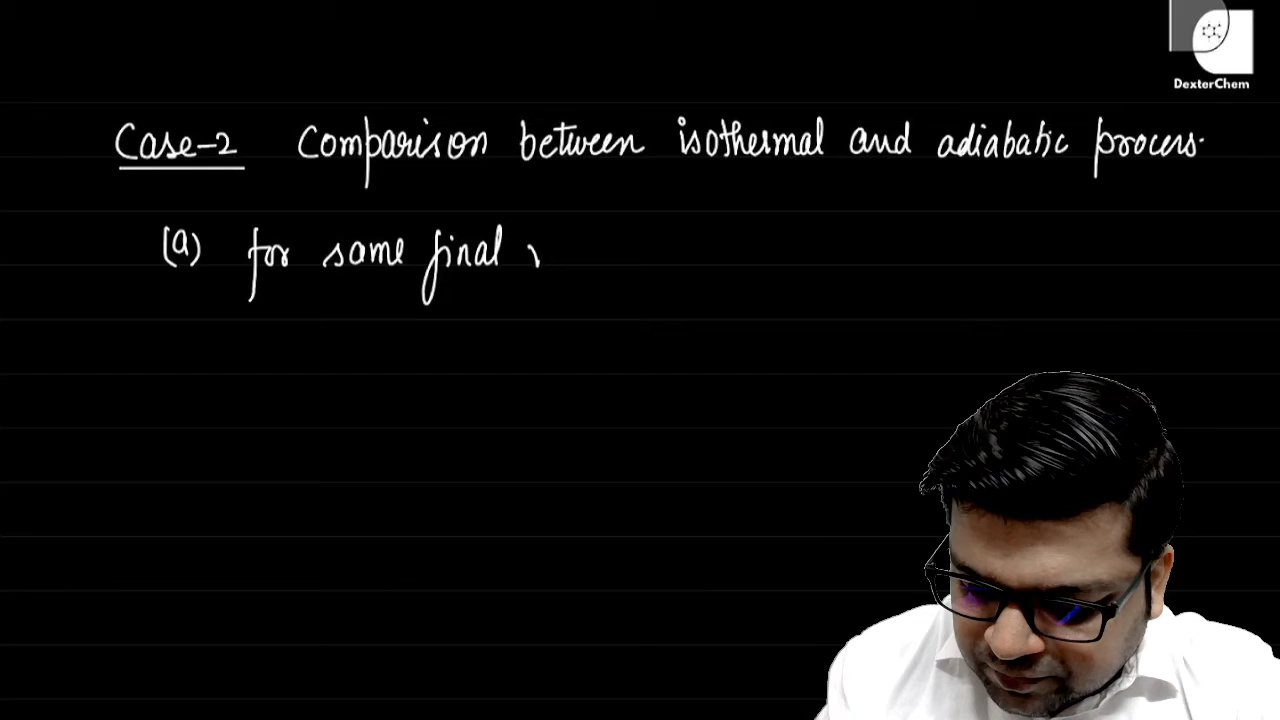 DexterChem
Case-2 Comparison between isothermal and adiabatic process.
(a) for same final